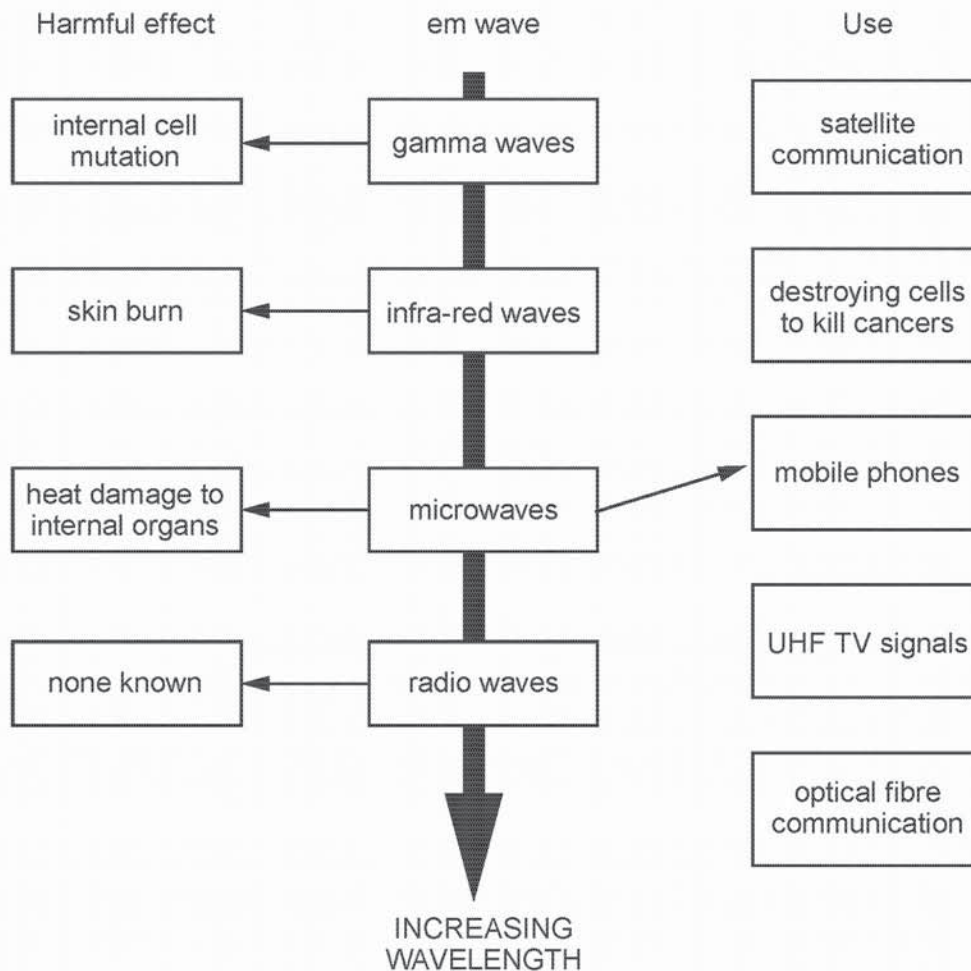 Harmful effect
em wave
Use
internal cell
mutation
gamma waves
satellite
communication
skin burn
infra-red waves
destroying cells
to kill cancers
heat damage to
internal organs
microwaves
mobile phones
none known
radio waves
UHF TV signals
optical fibre
communication
INCREASING
WAVELENGTH